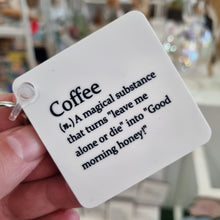 Coffee
(n.) A magical substance
that turns "leave me
alone or die" into "Good
morning honey!"